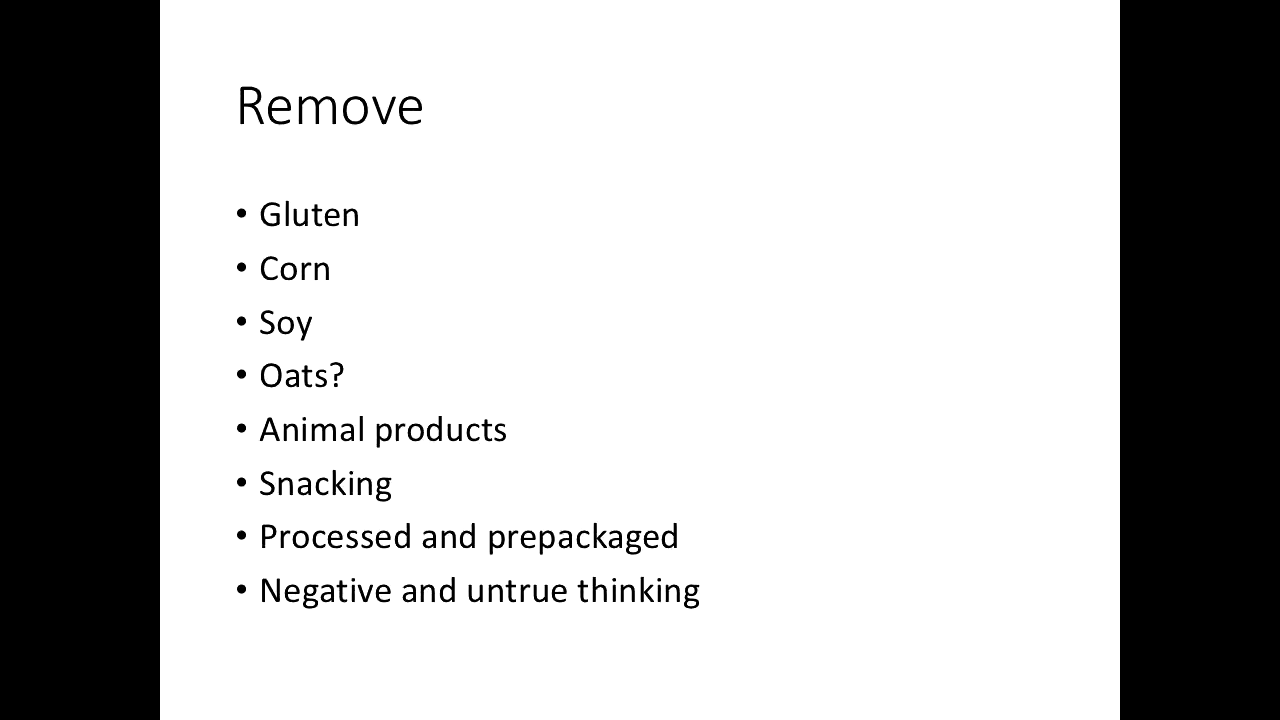 Remove
• Gluten
• Corn
• Soy
• Oats?
• Animal products
• Snacking
• Processed and prepackaged
• Negative and untrue thinking